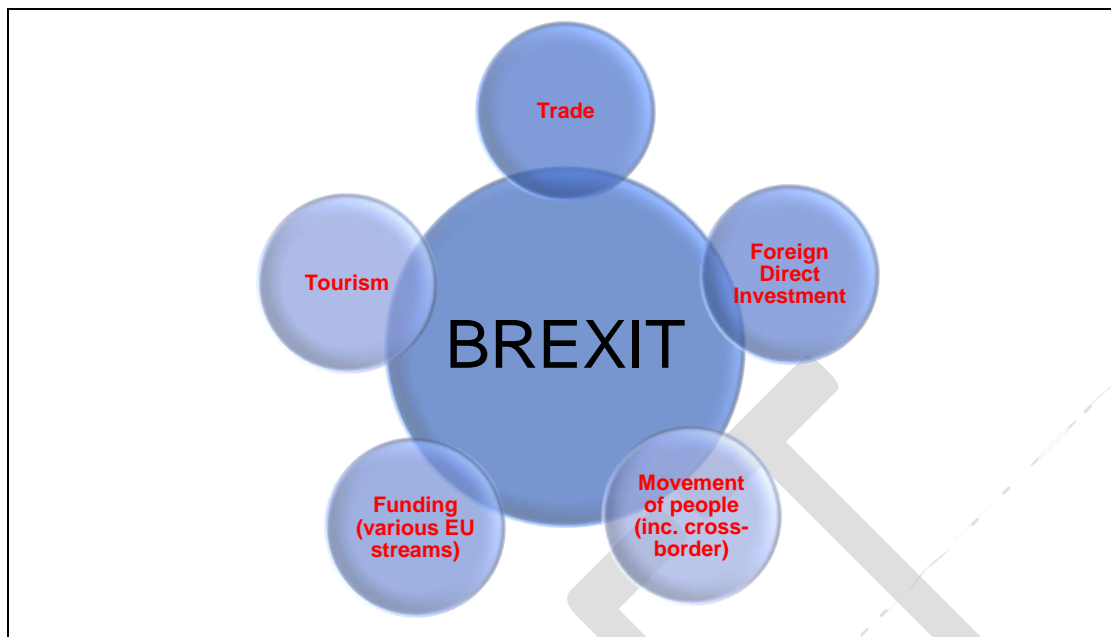 Trade
Foreign
Direct
Investment
Movement
of people
(inc. cross-
border)
Funding
(various EU
streams)
Tourism
BREXIT